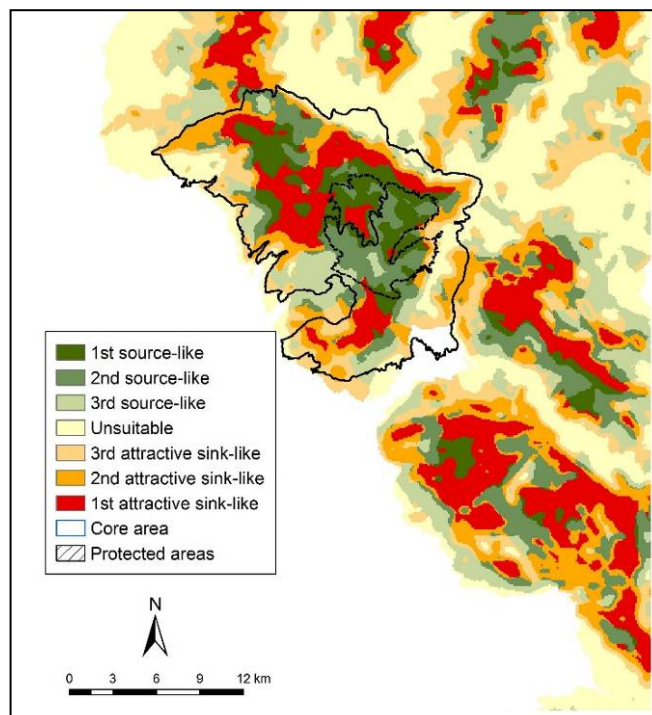 1st source-like
2nd source-like
3rd source-like
Unsuitable
3rd attractive sink-like
2nd attractive sink-like
1st attractive sink-like
Core area
Protected areas
N
0 3 6 9 12 km